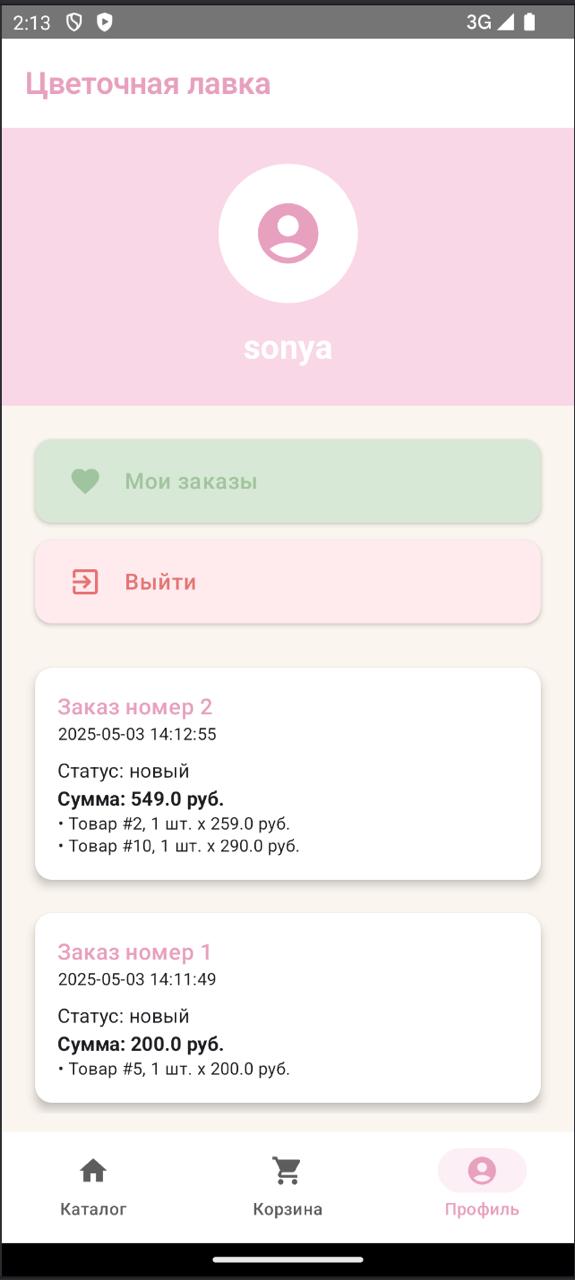 2:13
3G
Цветочная лавка
sonya
Мои заказы
Выйти
Заказ номер 2
2025-05-03 14:12:55
Статус: новый
Сумма: 549.0 руб.
• Товар #2, 1 шт. x 259.0 руб.
• Товар #10, 1 шт. x 290.0 руб.
Заказ номер 1
2025-05-03 14:11:49
Статус: новый
Сумма: 200.0 руб.
• Товар #5, 1 шт. x 200.0 руб.
Каталог
Корзина
Профиль